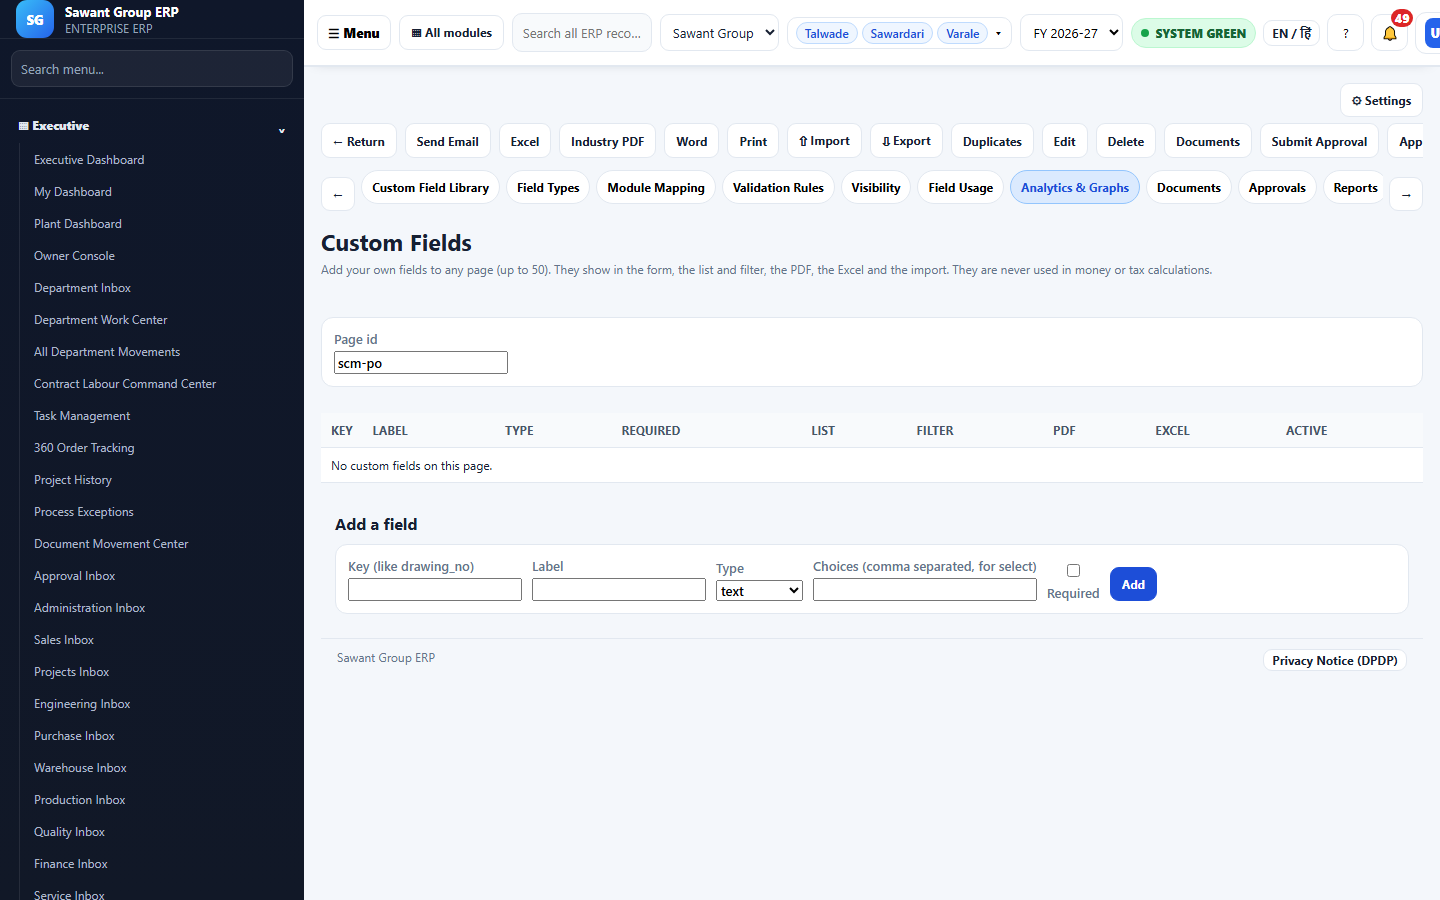 SG
Sawant Group ERP
ENTERPRISE ERP
Search menu...
Executive
Executive Dashboard
My Dashboard
Plant Dashboard
Owner Console
Department Inbox
Department Work Center
All Department Movements
Contract Labour Command Center
Task Management
360 Order Tracking
Project History
Process Exceptions
Document Movement Center
Approval Inbox
Administration Inbox
Sales Inbox
Projects Inbox
Engineering Inbox
Purchase Inbox
Warehouse Inbox
Production Inbox
Quality Inbox
Finance Inbox
Service Inbox
☰ Menu
All modules
Search all ERP reco...
Sawant Group
Talwade
Sawardari
Varale
FY 2026-27
SYSTEM GREEN
EN / हिं
?
49
U
⚙ Settings
← Return
Send Email
Excel
Industry PDF
Word
Print
⇧ Import
⇩ Export
Duplicates
Edit
Delete
Documents
Submit Approval
App
←
Custom Field Library
Field Types
Module Mapping
Validation Rules
Visibility
Field Usage
Analytics & Graphs
Documents
Approvals
Reports
→
Custom Fields
Add your own fields to any page (up to 50). They show in the form, the list and filter, the PDF, the Excel and the import. They are never used in money or tax calculations.
Page id
scm-po
KEY LABEL TYPE REQUIRED LIST FILTER PDF EXCEL ACTIVE
No custom fields on this page.
Add a field
Key (like drawing_no)
Label
Type
text
Choices (comma separated, for select)
Required
Add
Sawant Group ERP
Privacy Notice (DPDP)